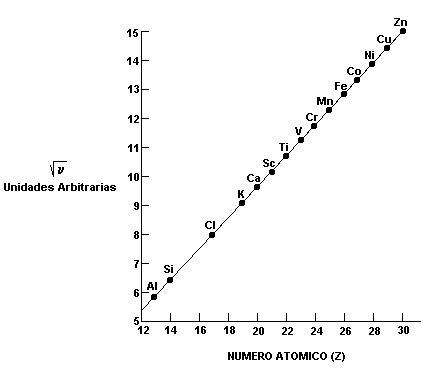 Zn
15
Cu
14
Ni
Co
13
Fe
Mn
12
Cr
V
11
Ti
√ν
Sc
10
Ca
Unidades Arbitrarias
K
9
Cl
8
7
Si
Al
6
5
12 14 16 18 20 22 24 26 28 30
NUMERO ATOMICO (Z)